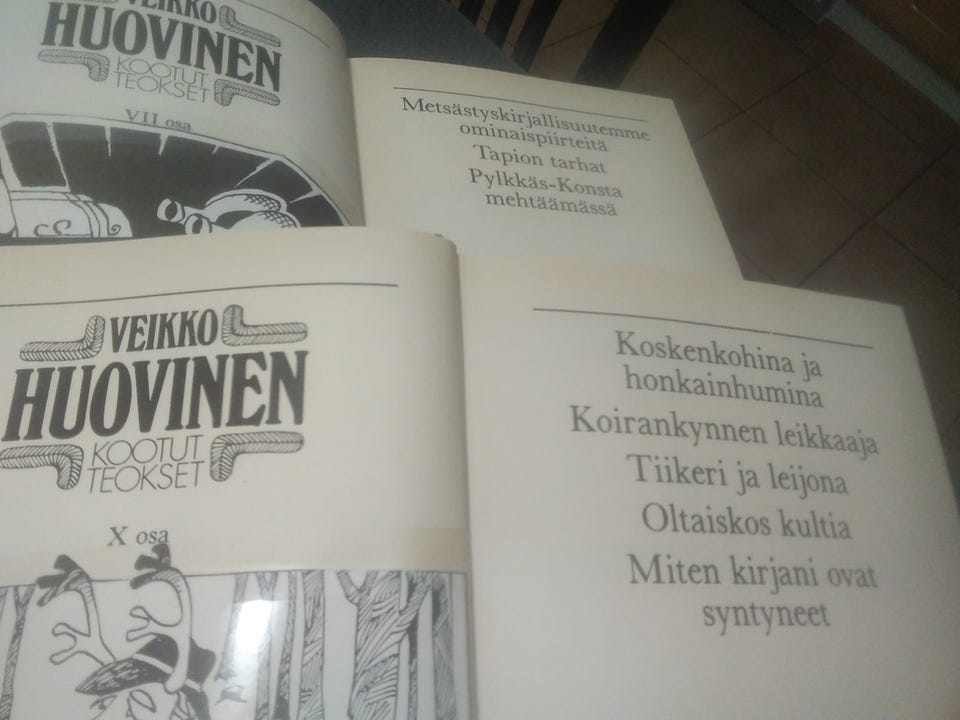 VEIKKO
HUOVINEN
KOOTUT
TEOKSET
VII osa
Metsästyskirjallisuutemme
ominaispiirteitä
Tapion tarhat
Pylkkäs-Konsta
mehtäämässä
VEIKKO
HUOVINEN
KOOTUT
TEOKSET
X osa
Koskenkohina ja
honkainhumina
Koirankynnen leikkaaja
Tiikeri ja leijona
Oltaiskos kultia
Miten kirjani ovat
syntyneet